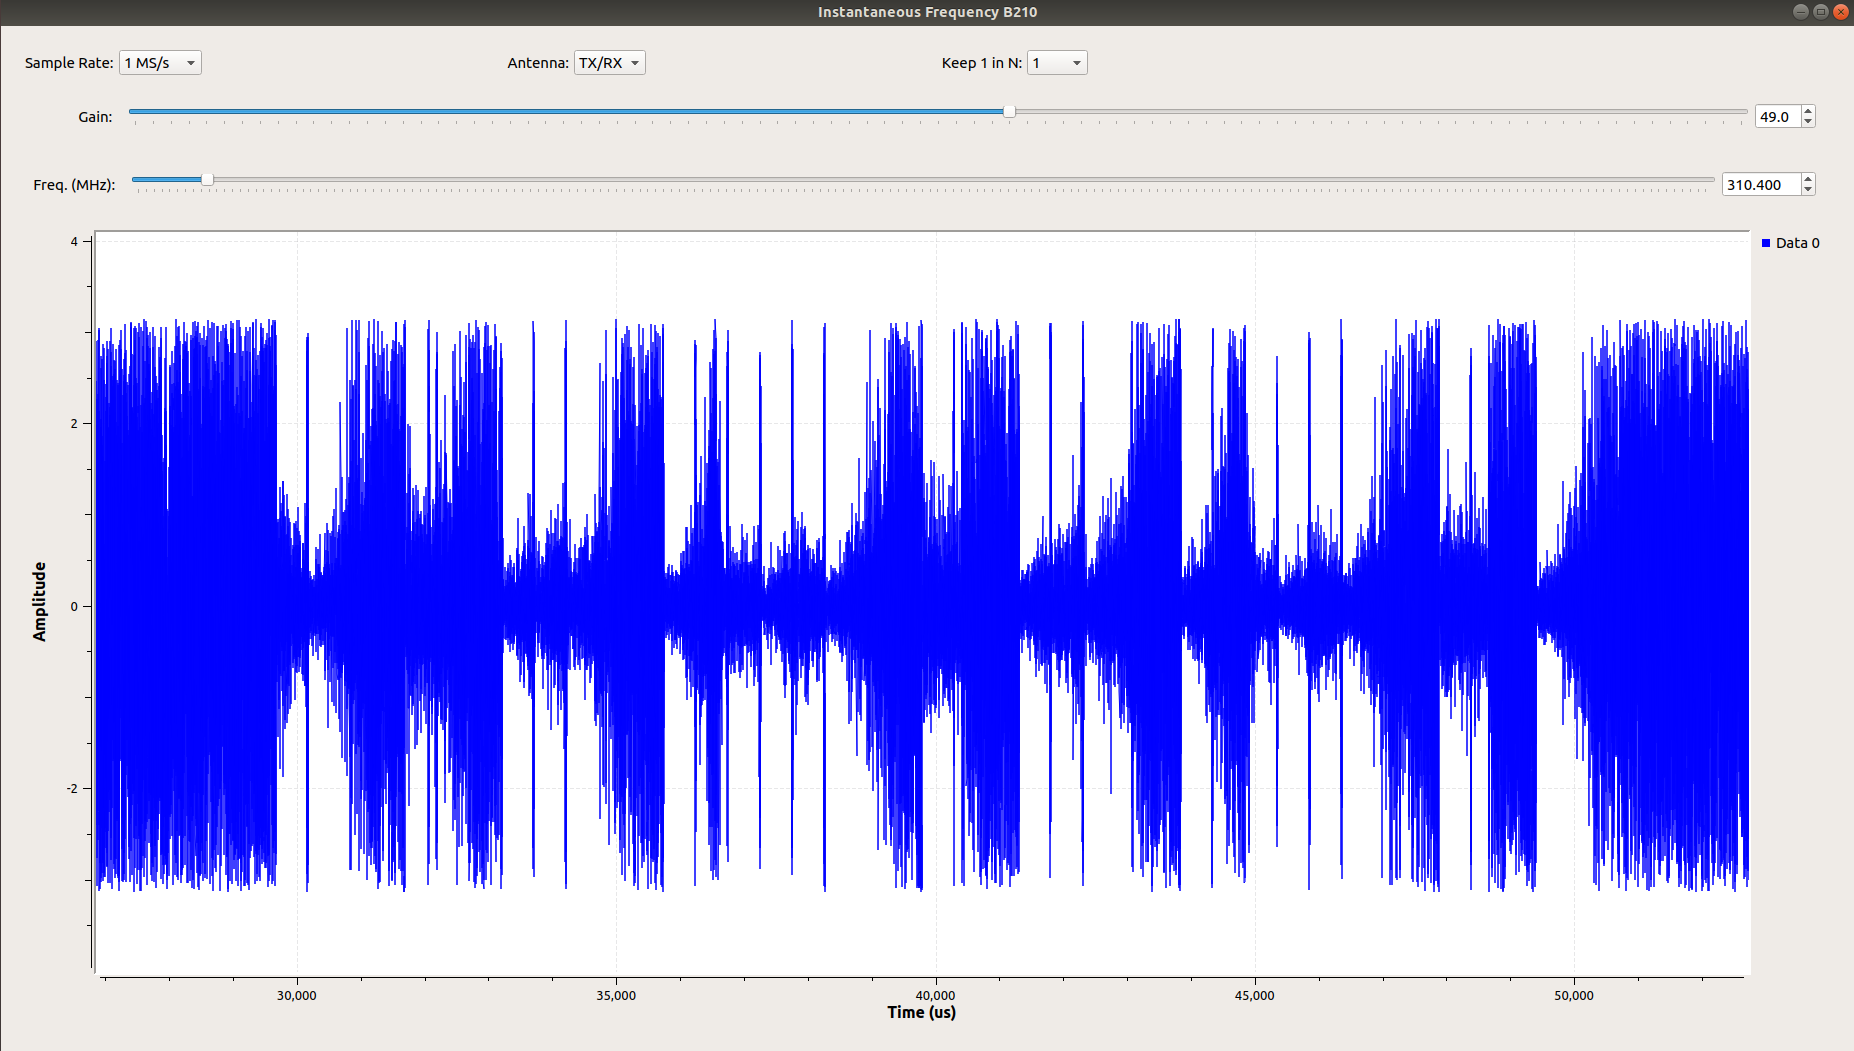 Instantaneous Frequency B210
Sample Rate: 1 MS/s Antenna: TX/RX Keep 1 in N: 1
Gain: 49.0
Freq. (MHz): 310.400
4
2
0
-2
Amplitude
Data 0
30,000 35,000 40,000 45,000 50,000
Time (us)